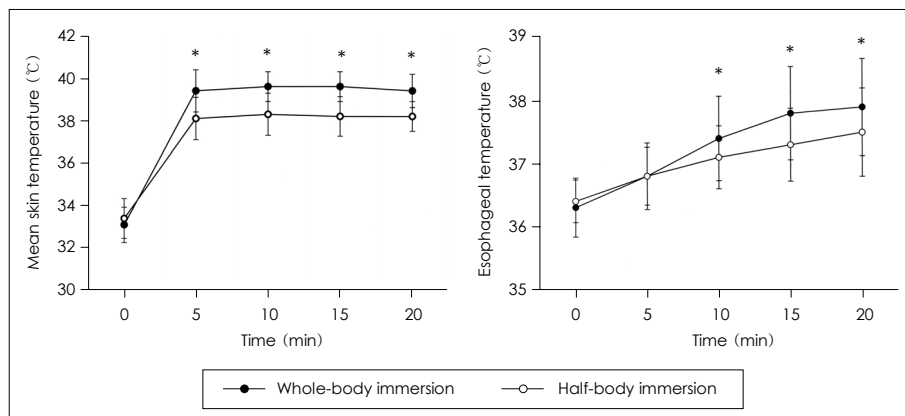 Mean skin temperature (℃)
42
40
38
36
34
32
30
* * * *
0 5 10 15 20
Time (min)
Esophageal temperature (℃)
39
38
37
36
35
* * *
0 5 10 15 20
Time (min)
Whole-body immersion
Half-body immersion